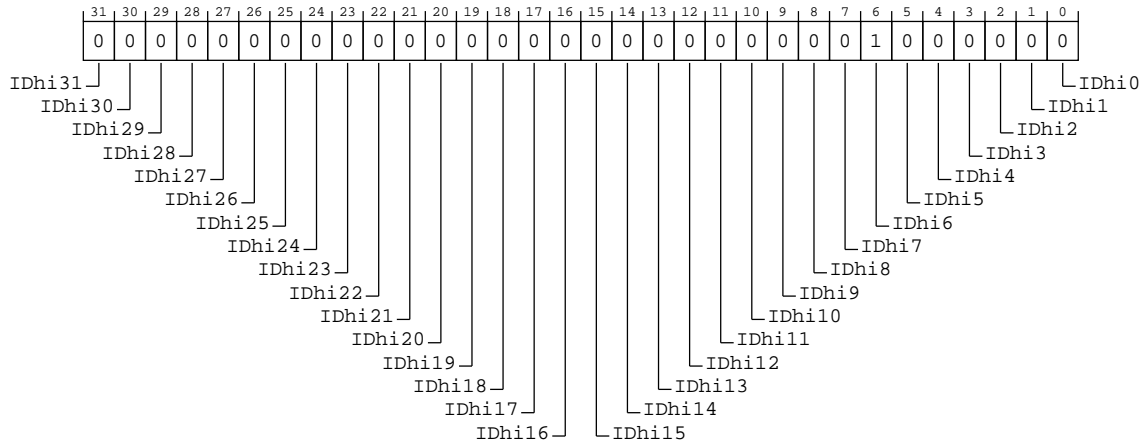 31 30 29 28 27 26 25 24 23 22 21 20 19 18 17 16 15 14 13 12 11 10 9 8 7 6 5 4 3 2 1 0
0 0 0 0 0 0 0 0 0 0 0 0 0 0 0 0 0 0 0 0 0 0 0 0 0 1 0 0 0 0 0 0
IDhi31 IDhi0
IDhi30 IDhi1
IDhi29 IDhi2
IDhi28 IDhi3
IDhi27 IDhi4
IDhi26 IDhi5
IDhi25 IDhi6
IDhi24 IDhi7
IDhi23 IDhi8
IDhi22 IDhi9
IDhi21 IDhi10
IDhi20 IDhi11
IDhi19 IDhi12
IDhi18 IDhi13
IDhi17 IDhi14
IDhi16 IDhi15